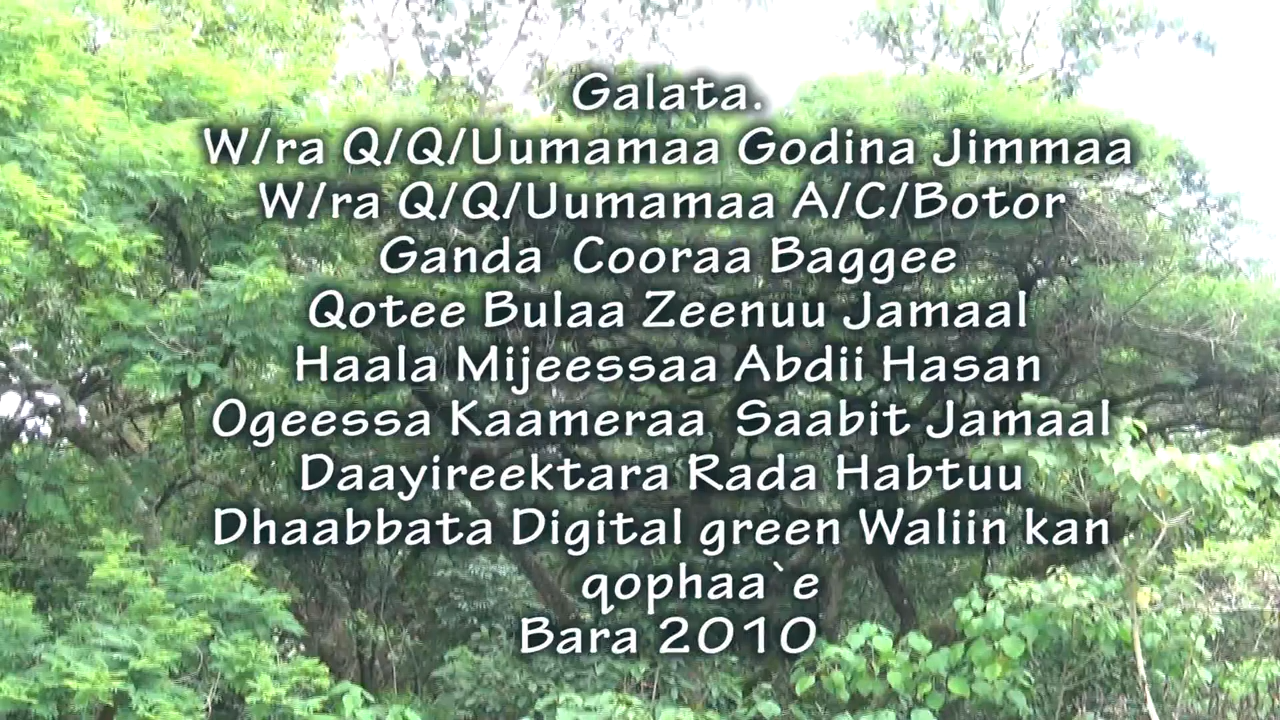 Galata.
W/ra Q/Q/Uumamaa Godina Jimmaa
W/ra Q/Q/Uumamaa A/C/Botor
Ganda Cooraa Baggee
Qotee Bulaa Zeenuu Jamaal
Haala Mijeessaa Abdii Hasan
Ogeessa Kaameraa Saabit Jamaal
Daayireektara Rada Habtuu
Dhaabbata Digital green Waliin kan
qophaa`e
Bara 2010